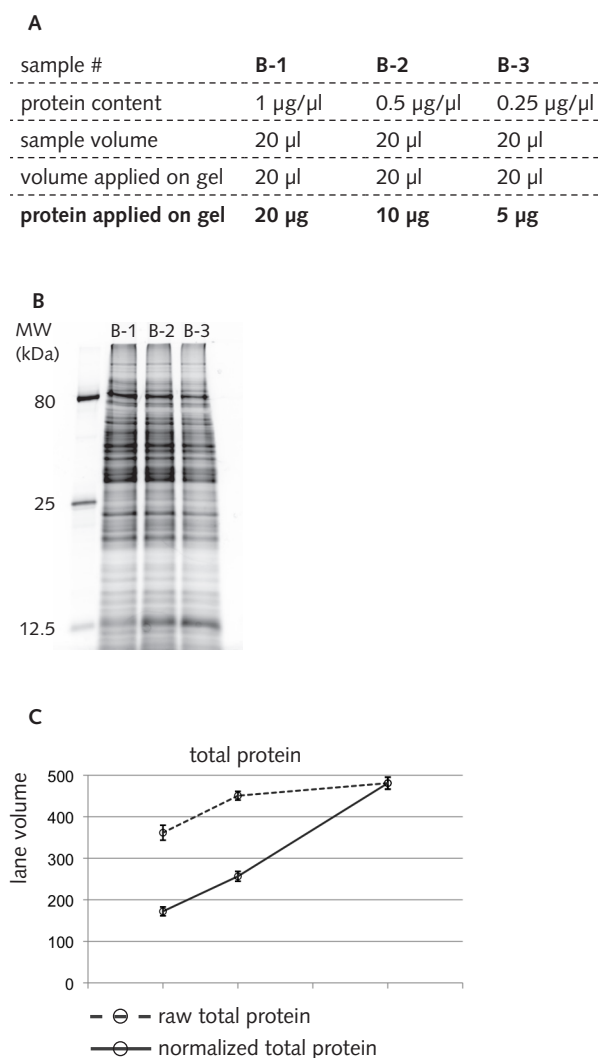 A
sample # B-1 B-2 B-3
protein content 1 µg/µl 0.5 µg/µl 0.25 µg/µl
sample volume 20 µl 20 µl 20 µl
volume applied on gel 20 µl 20 µl 20 µl
protein applied on gel 20 µg 10 µg 5 µg
B
MW B-1 B-2 B-3
(kDa)
80
25
12.5
C
total protein
lane volume
500
400
300
200
100
0
raw total protein
normalized total protein